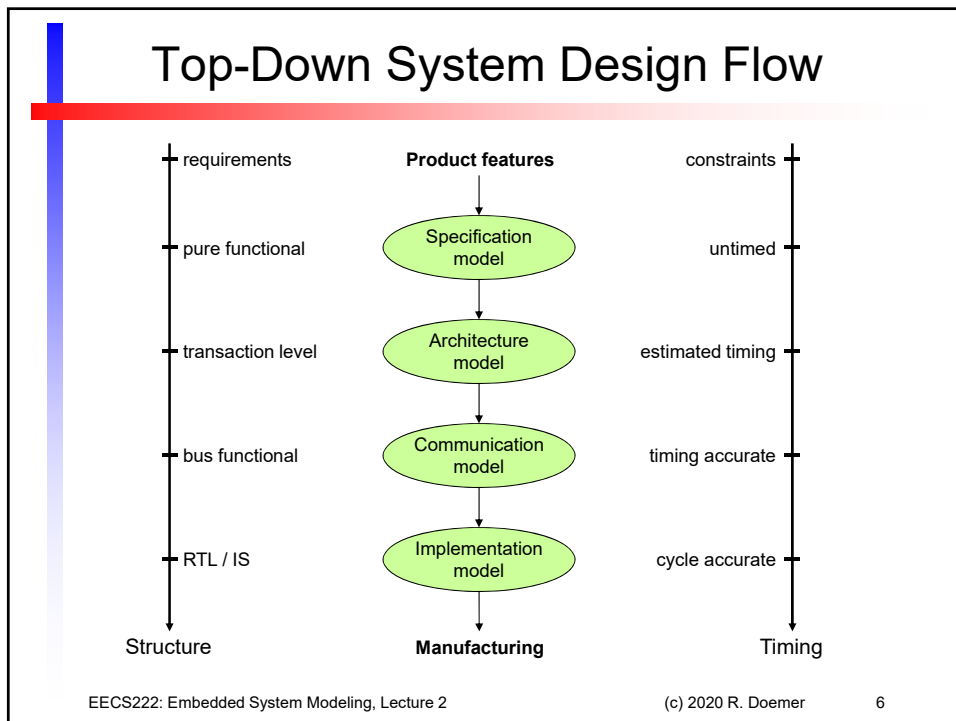 Top-Down System Design Flow
requirements
Product features
constraints
Specification
model
pure functional
untimed
Architecture
model
transaction level
estimated timing
Communication
model
bus functional
timing accurate
Implementation
model
RTL / IS
cycle accurate
Structure
Manufacturing
Timing
EECS222: Embedded System Modeling, Lecture 2
(c) 2020 R. Doemer
6